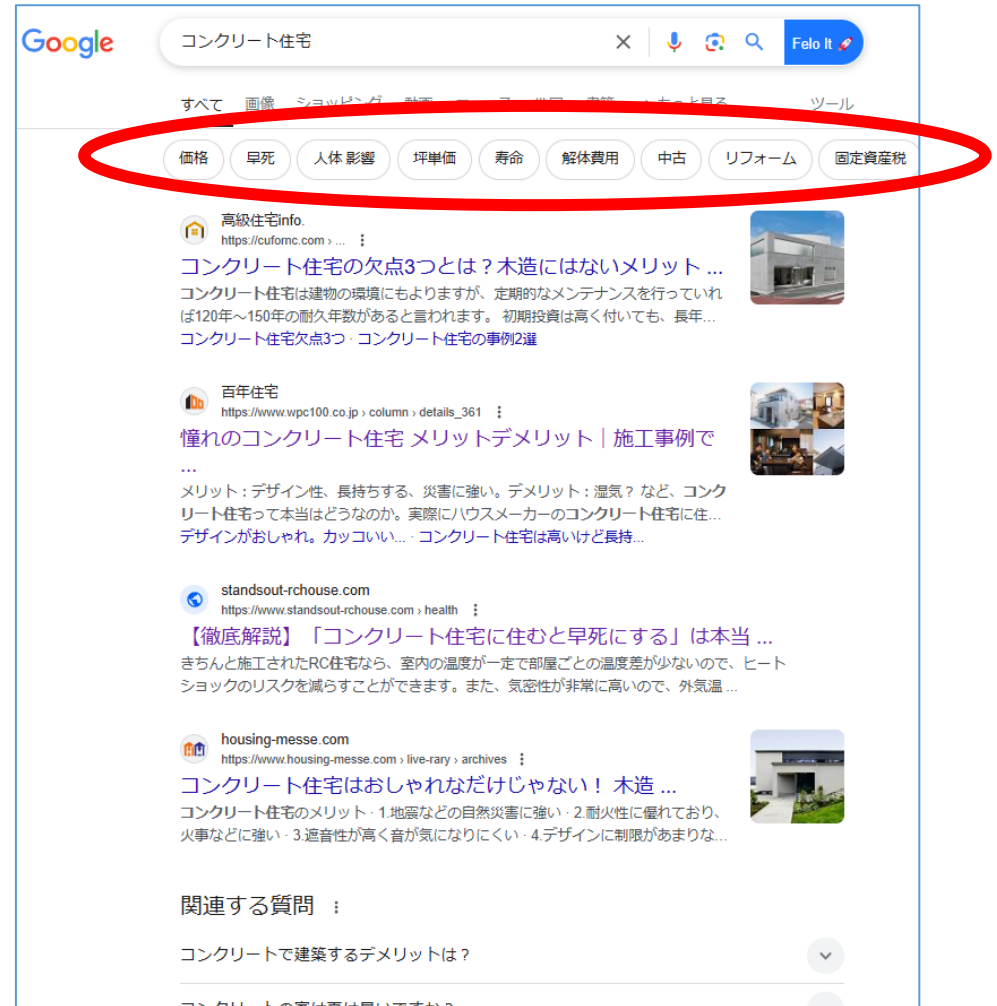 Google
コンクリート住宅
Felo It
すべて 画像 ツール
価格 早死 人体 影響 坪単価 寿命 解体費用 中古 リフォーム 固定資産税
高級住宅info.
https://cufomc.com › ...
コンクリート住宅の欠点3つとは？木造にはないメリット ...
コンクリート住宅は建物の環境にもよりますが、定期的なメンテナンスを行っていれ
ば120年～150年の耐久年数があると言われます。 初期投資は高く付いても、長年...
コンクリート住宅欠点3つ · コンクリート住宅の事例2選
百年住宅
https://www.wpc100.co.jp › column › details_361
憧れのコンクリート住宅 メリットデメリット｜施工事例で
...
メリット：デザイン性、長持ちする、災害に強い。デメリット：湿気？ など、コンク
リート住宅って本当はどうなのか。実際にハウスメーカーのコンクリート住宅に住...
デザインがおしゃれ。カッコいい... · コンクリート住宅は高いけど長持...
standsout-rchouse.com
https://www.standsout-rchouse.com › health
【徹底解説】「コンクリート住宅に住むと早死にする」は本当 ...
きちんと施工されたRC住宅なら、室内の温度が一定で部屋ごとの温度差が少ないので、ヒート
ショックのリスクを減らすことができます。また、気密性が非常に高いので、外気温 ...
housing-messe.com
https://www.housing-messe.com › live-rary › archives
コンクリート住宅はおしゃれなだけじゃない！ 木造 ...
コンクリート住宅のメリット · 1.地震などの自然災害に強い · 2.耐火性に優れており、
火事などに強い · 3.遮音性が高く音が気になりにくい · 4.デザインに制限があまりな...
関連する質問
コンクリートで建築するデメリットは？